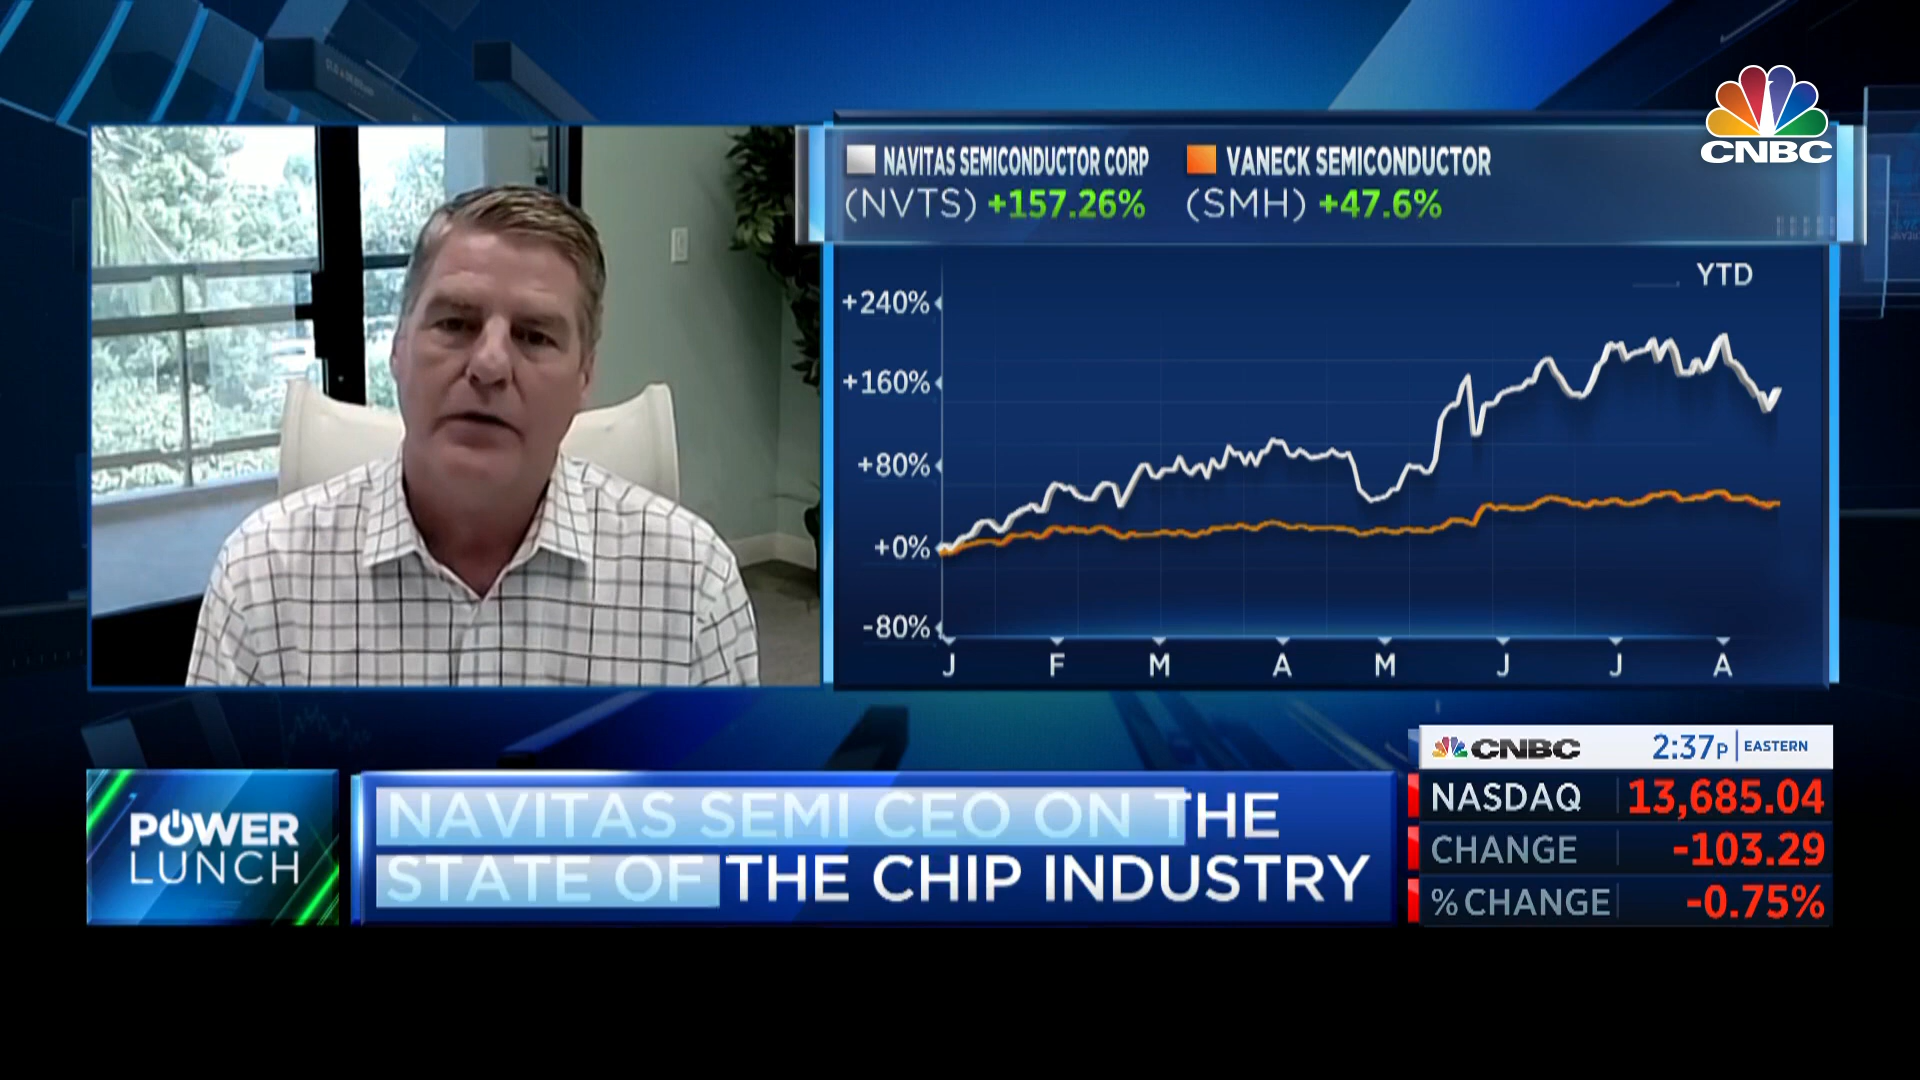 CNBC
NAVITAS SEMICONDUCTOR CORP
(NVTS) +157.26%
VANECK SEMICONDUCTOR
(SMH) +47.6%
YTD
+240%
+160%
+80%
+0%
-80%
J F M A M J J A
CNBC 2:37P EASTERN
NASDAQ 13,685.04
CHANGE -103.29
% CHANGE -0.75%
POWER
LUNCH
NAVITAS SEMI CEO ON THE
STATE OF THE CHIP INDUSTRY